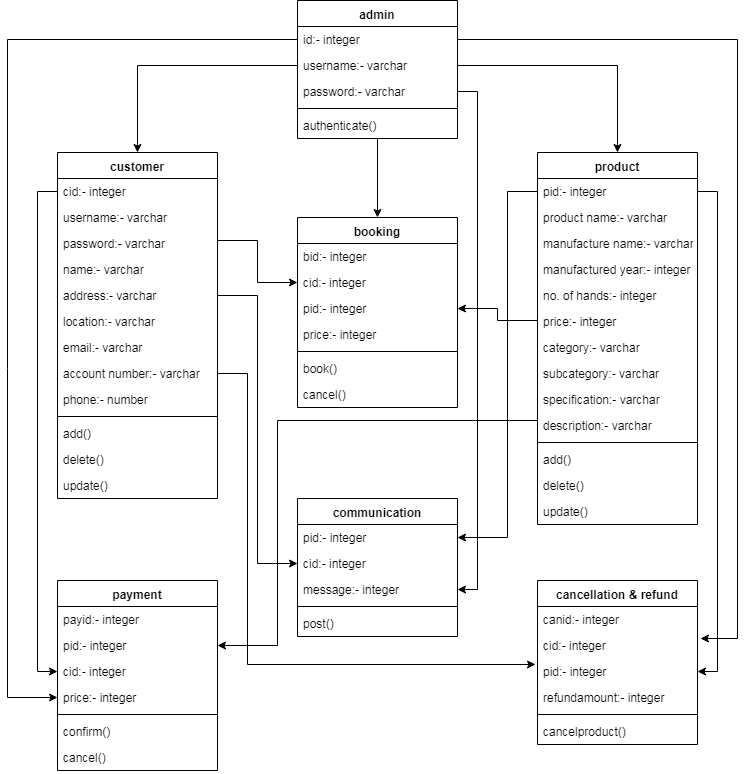 admin
id:- integer
username:- varchar
password:- varchar
authenticate()
customer
cid:- integer
username:- varchar
password:- varchar
name:- varchar
address:- varchar
location:- varchar
email:- varchar
account number:- varchar
phone:- number
add()
delete()
update()
booking
bid:- integer
cid:- integer
pid:- integer
price:- integer
book()
cancel()
product
pid:- integer
product name:- varchar
manufacture name:- varchar
manufactured year:- integer
no. of hands:- integer
price:- integer
category:- varchar
subcategory:- varchar
specification:- varchar
description:- varchar
add()
delete()
update()
communication
pid:- integer
cid:- integer
message:- integer
post()
payment
payid:- integer
pid:- integer
cid:- integer
price:- integer
confirm()
cancel()
cancellation & refund
canid:- integer
cid:- integer
pid:- integer
refundamount:- integer
cancelproduct()